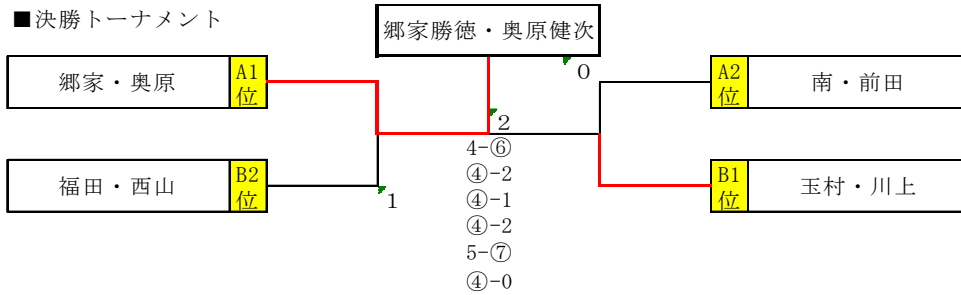 ■決勝トーナメント
郷家勝徳・奥原健次
0
郷家・奥原
A1
位
A2
位
南・前田
2
4-⑥
④-2
④-1
④-2
5-⑦
④-0
福田・西山
B2
位
1
B1
位
玉村・川上